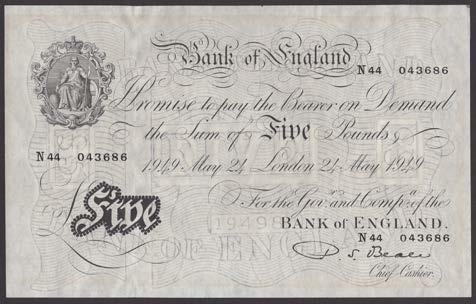 Bank of England
N44 043686
I Promise to pay the Bearer on Demand
the Sum of Five Pounds
1949 May 24 London 24 May 1949
N44 043686
For the Gov.r and Comp.a of the
£ Five
BANK OF ENGLAND.
N44 043686
P. S. Beale
Chief Cashier.